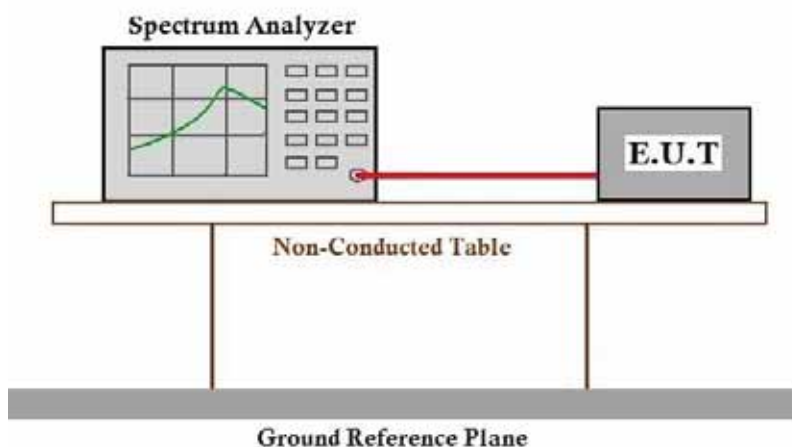 Spectrum Analyzer
E.U.T
Non-Conducted Table
Ground Reference Plane